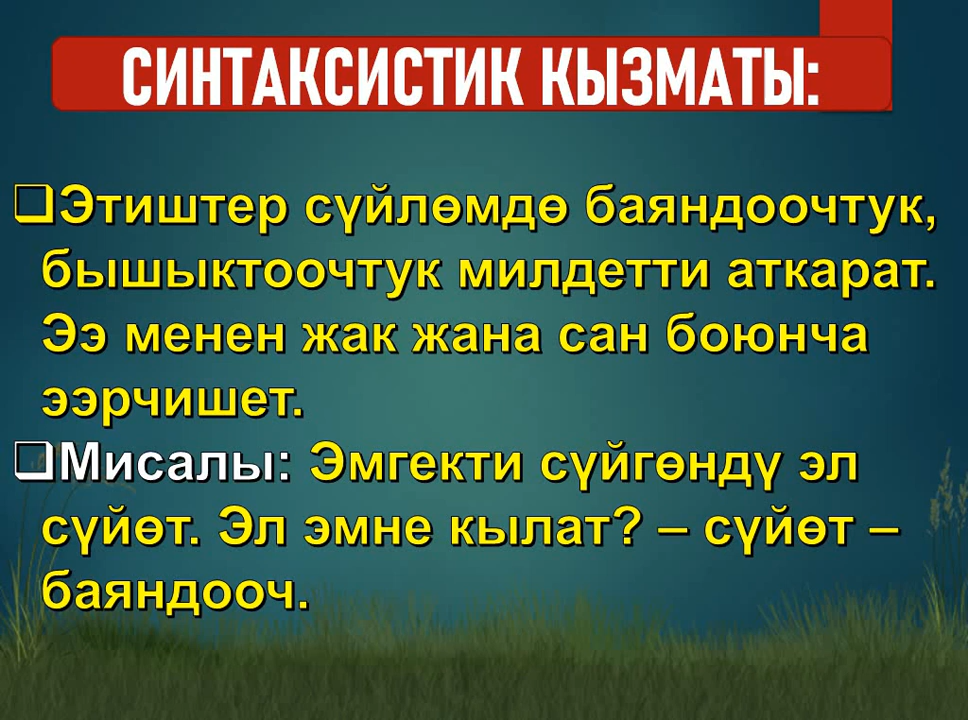 СИНТАКСИСТИК КЫЗМАТЫ:
Этиштер сүйлөмдө баяндоочтук,
бышыктоочтук милдетти аткарат.
Ээ менен жак жана сан боюнча
ээрчишет.
Мисалы: Эмгекти сүйгөндү эл
сүйөт. Эл эмне кылат? – сүйөт –
баяндооч.